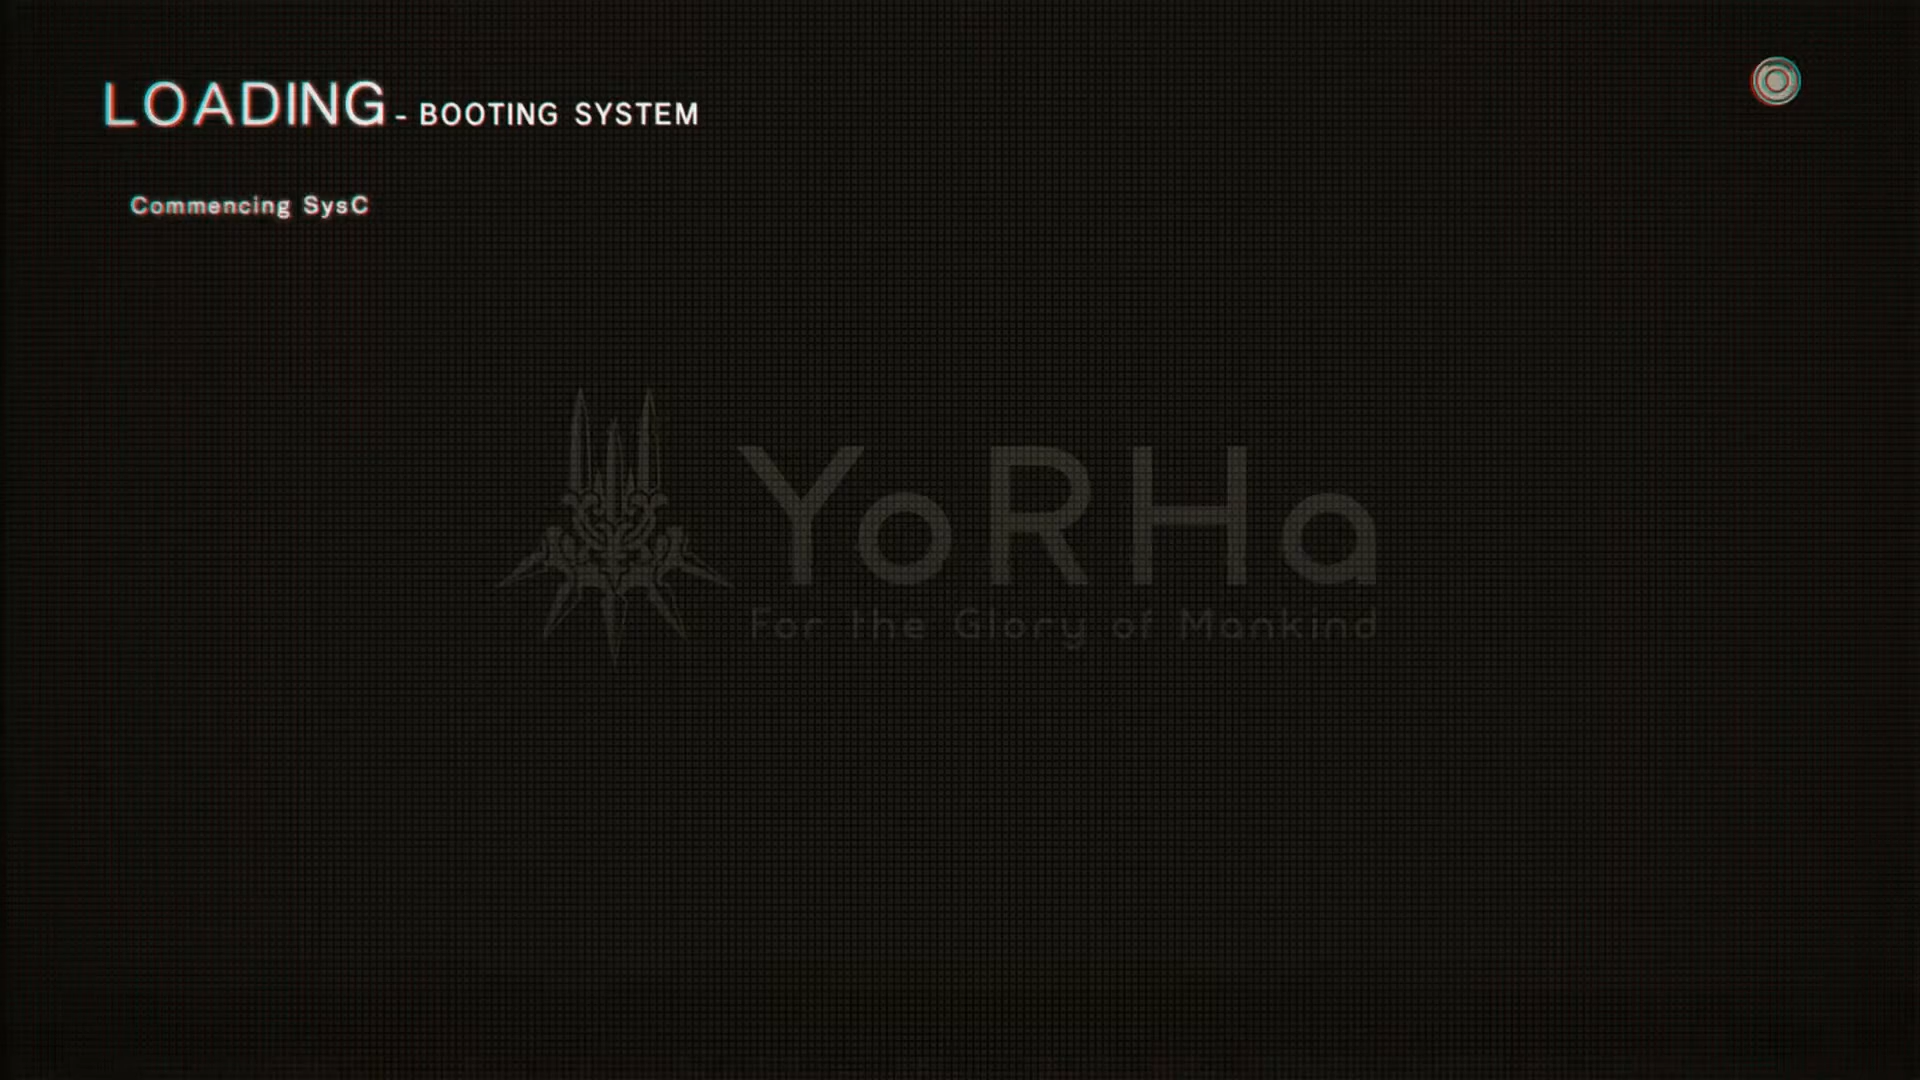 LOADING - BOOTING SYSTEM
Commencing SysC
YoRHa
For the Glory of Mankind